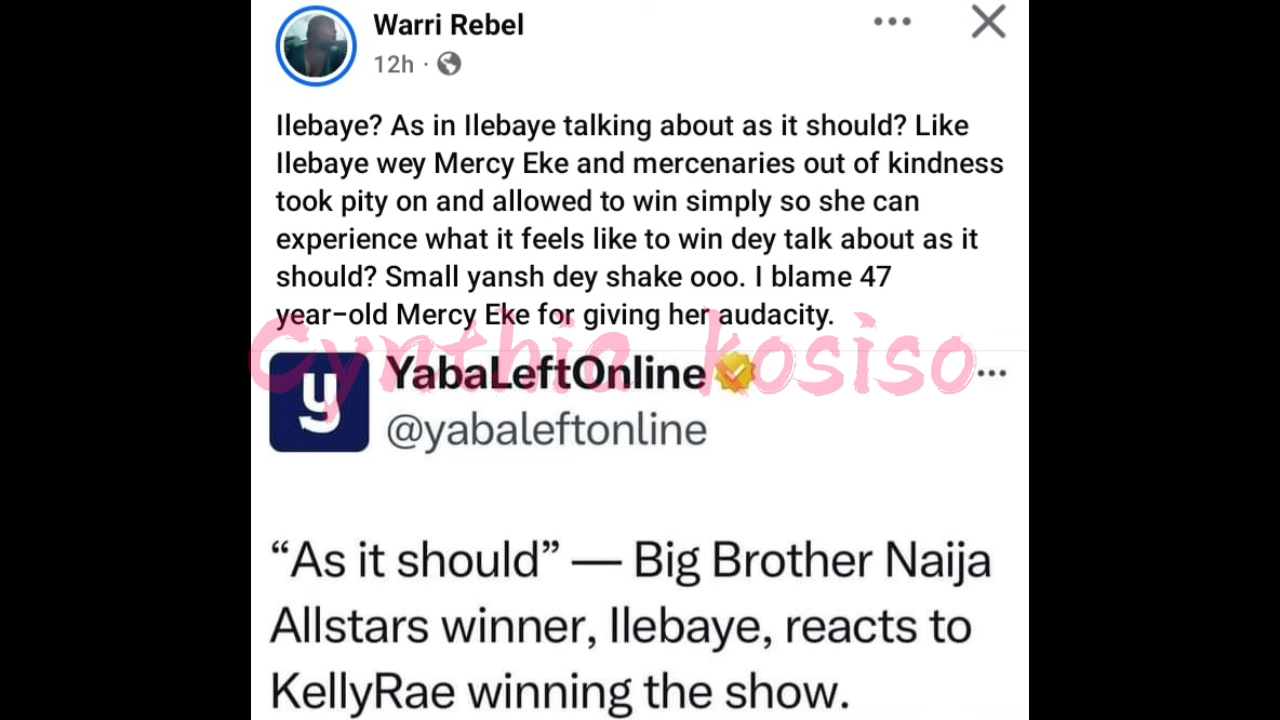 Warri Rebel
12h ·
Ilebaye? As in Ilebaye talking about as it should? Like
Ilebaye wey Mercy Eke and mercenaries out of kindness
took pity on and allowed to win simply so she can
experience what it feels like to win dey talk about as it
should? Small yansh dey shake ooo. I blame 47
year-old Mercy Eke for giving her audacity.
Cynthia kosiso
y YabaLeftOnline
@yabaleftonline
“As it should” — Big Brother Naija
Allstars winner, Ilebaye, reacts to
KellyRae winning the show.